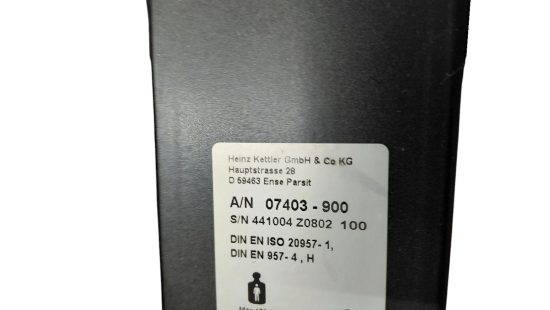 Heinz Kettler GmbH & Co KG
Hauptstrasse 28
D 59463 Ense Parsit
A/N 07403 - 900
S/N 441004 Z0802 100
DIN EN ISO 20957- 1,
DIN EN 957- 4 , H